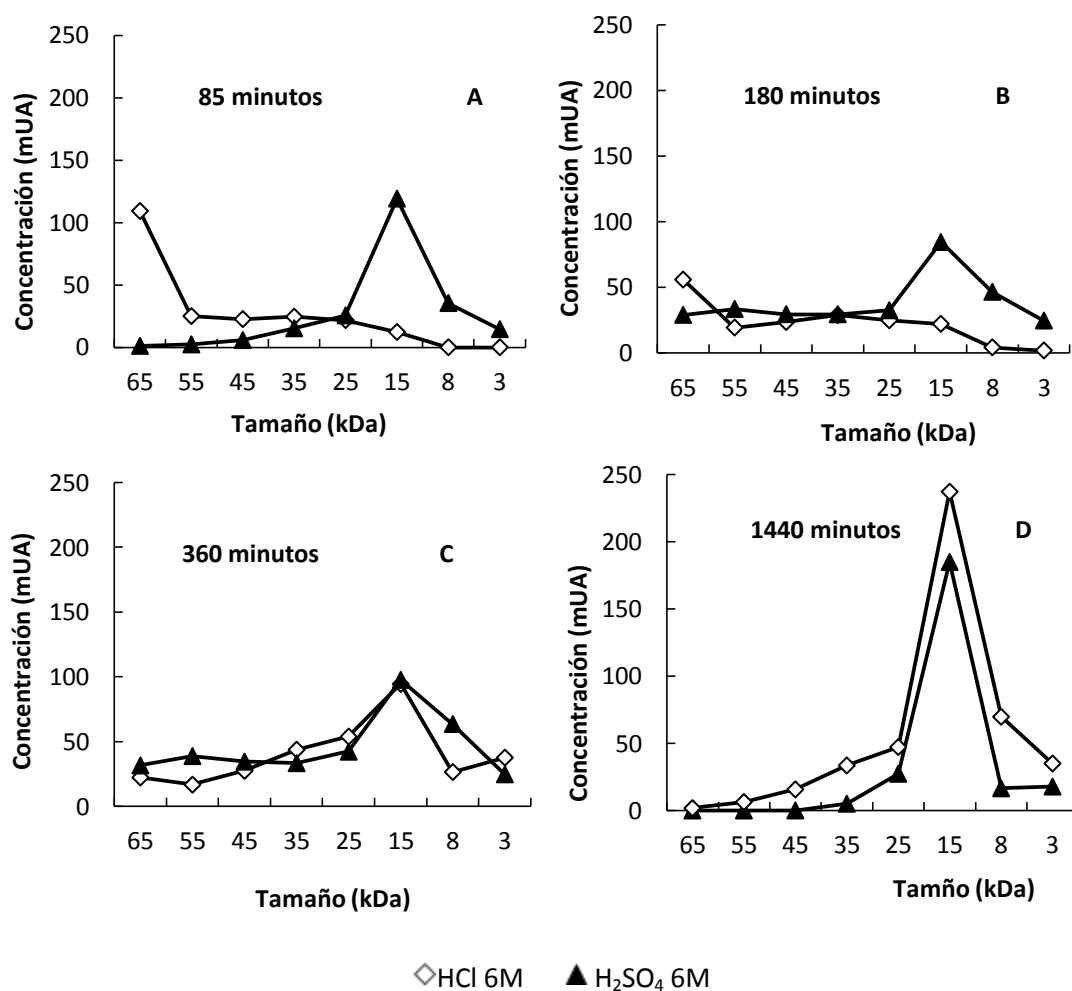 250
200
150
100
50
0
Concentración (mUA)
85 minutos A
65 55 45 35 25 15 8 3
Tamaño (kDa)
250
200
150
100
50
0
Concentración (mUA)
180 minutos B
65 55 45 35 25 15 8 3
Tamaño (kDa)
250
200
150
100
50
0
Concentración (mUA)
360 minutos C
65 55 45 35 25 15 8 3
Tamaño (kDa)
250
200
150
100
50
0
Concentración (mUA)
1440 minutos D
65 55 45 35 25 15 8 3
Tamño (kDa)
HCl 6M H₂SO₄ 6M